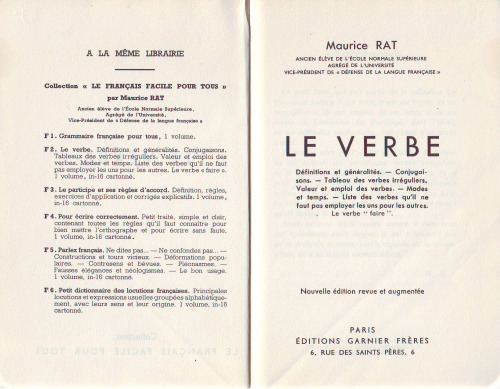 A LA MÊME LIBRAIRIE
Collection « LE FRANÇAIS FACILE POUR TOUS »
par Maurice RAT
Ancien élève de l'École Normale Supérieure,
Agrégé de l'Université,
Vice-Président de « Défense de la langue française »
F 1. Grammaire française pour tous, 1 volume.
F 2. Le verbe. Définitions et généralités. Conjugaisons.
Tableaux des verbes irréguliers. Valeur et emploi des
verbes. Modes et temps. Liste des verbes qu'il ne faut
pas employer les uns pour les autres. Le verbe « faire ».
1 volume, in-16 cartonné.
F 3. Le participe et ses règles d'accord. Définition, règles,
exercices d'application et corrigés explicatifs. 1 volume,
in-16 cartonné.
F 4. Pour écrire correctement. Petit traité, simple et clair,
contenant toutes les règles qu'il faut connaître pour
bien mettre l'orthographe et pour écrire sans faute,
1 volume, in-16 cartonné.
F 5. Parlez français. Ne dites pas... — Ne confondez pas... —
Constructions et tours vicieux. — Déformations popu-
laires. — Contresens et bévues. — Pléonasmes. —
Fausses élégances et néologismes. — Le bon usage.
1 volume, in-16 cartonné.
F 6. Petit dictionnaire des locutions françaises. Principales
locutions et expressions usuelles groupées alphabétique-
ment, avec leurs sens et leur origine. 1 volume, in-16
cartonné.
Maurice RAT
ANCIEN ÉLÈVE DE L'ÉCOLE NORMALE SUPÉRIEURE
AGRÉGÉ DE L'UNIVERSITÉ
VICE-PRÉSIDENT DE « DÉFENSE DE LA LANGUE FRANÇAISE »
LE VERBE
Définitions et généralités. — Conjugai-
sons. — Tableau des verbes irréguliers.
Valeur et emploi des verbes. — Modes
et temps. — Liste des verbes qu'il ne
faut pas employer les uns pour les autres.
Le verbe "faire".
Nouvelle édition revue et augmentée
PARIS
ÉDITIONS GARNIER FRÈRES
6, RUE DES SAINTS PÈRES, 6